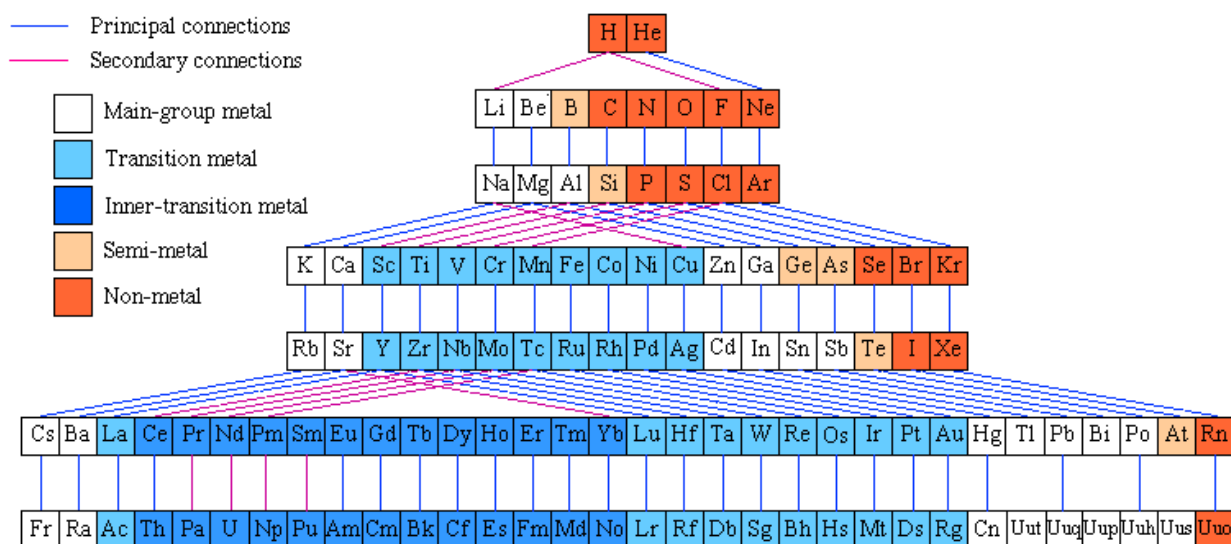 Principal connections
Secondary connections
Main-group metal
Transition metal
Inner-transition metal
Semi-metal
Non-metal
H He
Li Be B C N O F Ne
Na Mg Al Si P S Cl Ar
K Ca Sc Ti V Cr Mn Fe Co Ni Cu Zn Ga Ge As Se Br Kr
Rb Sr Y Zr Nb Mo Tc Ru Rh Pd Ag Cd In Sn Sb Te I Xe
Cs Ba La Ce Pr Nd Pm Sm Eu Gd Tb Dy Ho Er Tm Yb Lu Hf Ta W Re Os Ir Pt Au Hg Tl Pb Bi Po At Rn
Fr Ra Ac Th Pa U Np Pu Am Cm Bk Cf Es Fm Md No Lr Rf Db Sg Bh Hs Mt Ds Rg Cn Uut Uuq Uup Uuh Uus Uuo